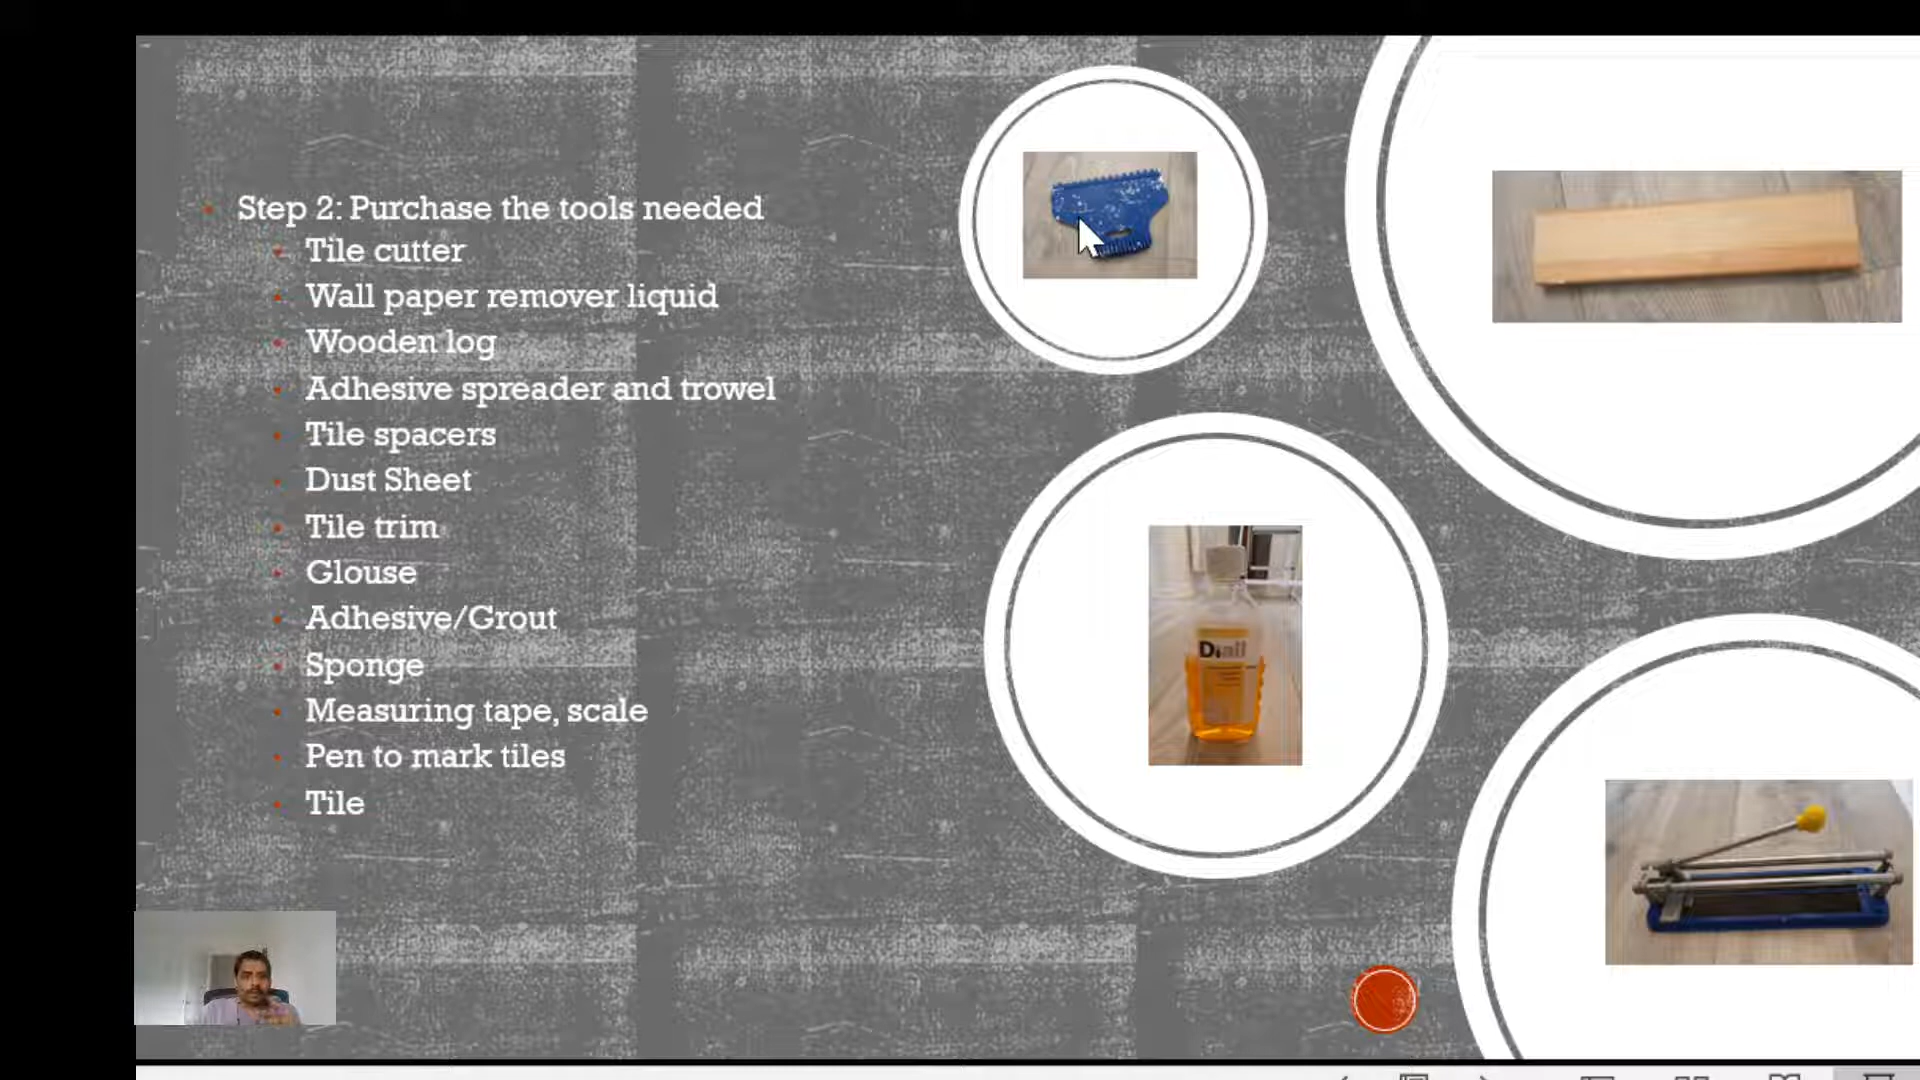 Step 2: Purchase the tools needed
Tile cutter
Wall paper remover liquid
Wooden log
Adhesive spreader and trowel
Tile spacers
Dust Sheet
Tile trim
Glouse
Adhesive/Grout
Sponge
Measuring tape, scale
Pen to mark tiles
Tile
Diall